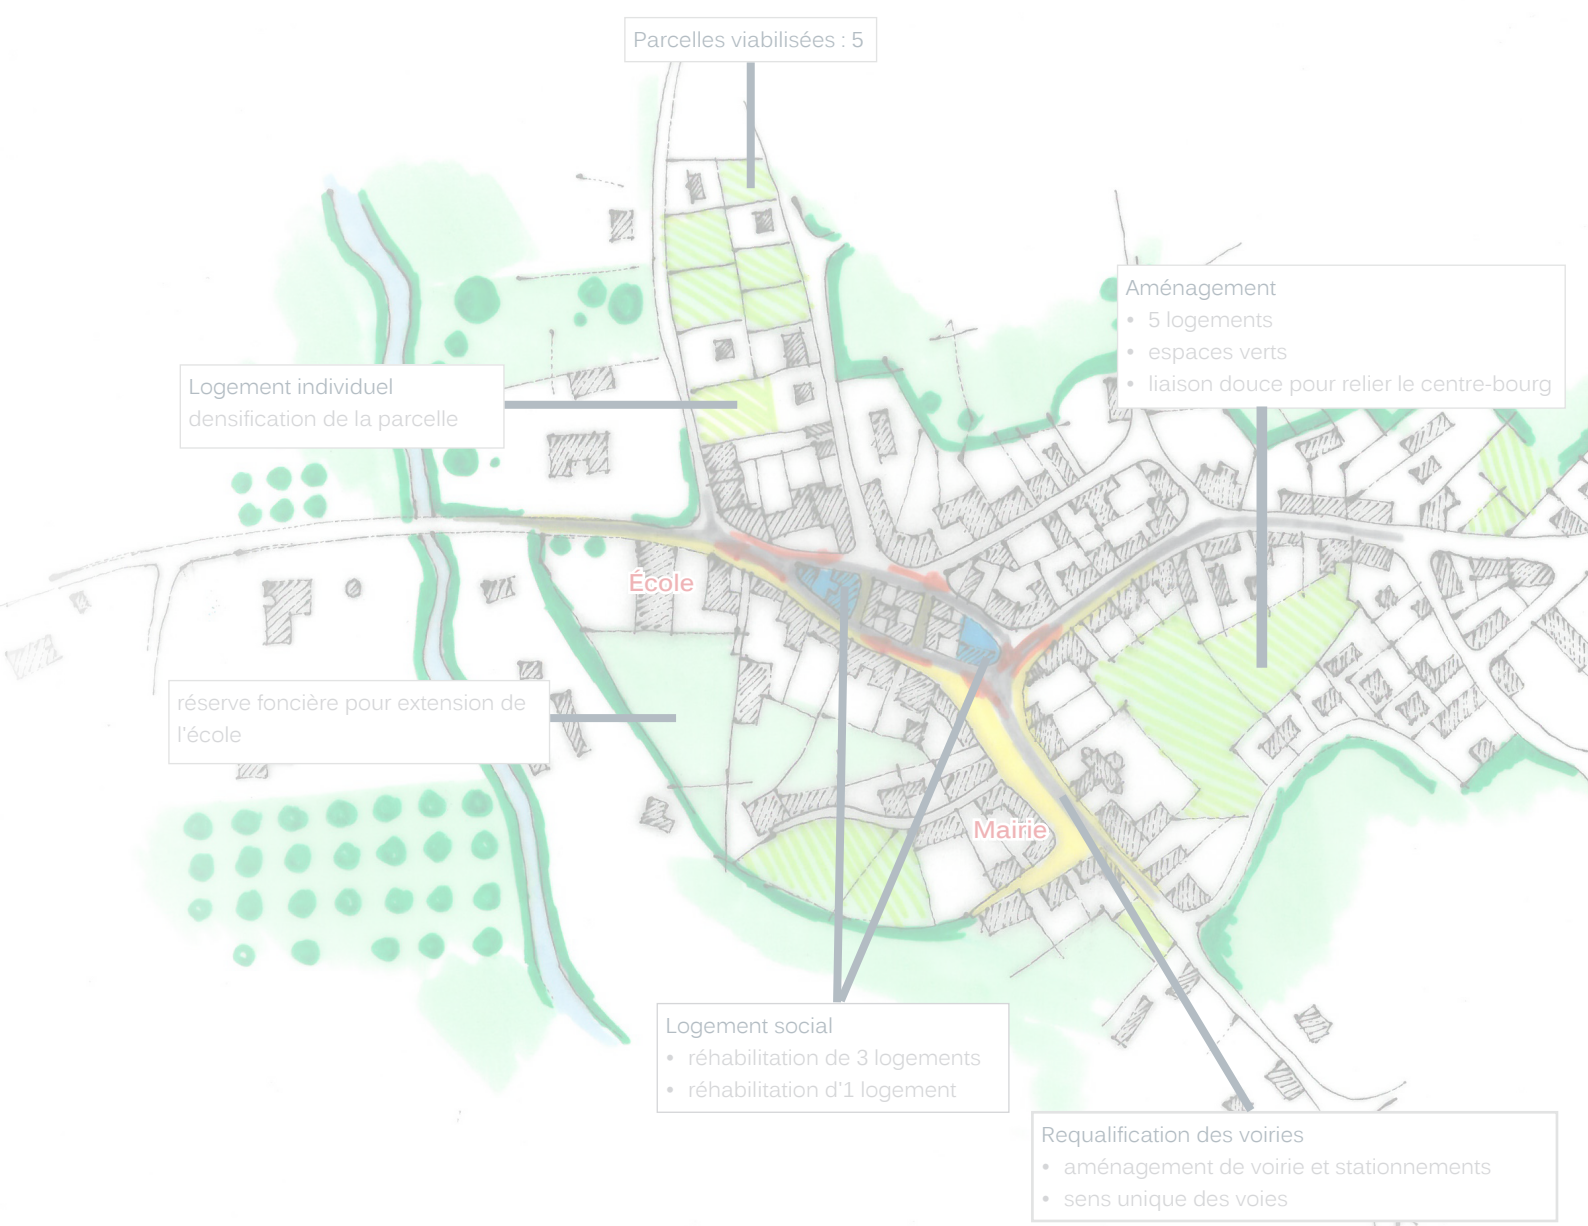 Parcelles viabilisées : 5
Aménagement
• 5 logements
• espaces verts
• liaison douce pour relier le centre-bourg
Logement individuel
densification de la parcelle
École
réserve foncière pour extension de
l'école
Mairie
Logement social
• réhabilitation de 3 logements
• réhabilitation d'1 logement
Requalification des voiries
• aménagement de voirie et stationnements
• sens unique des voies